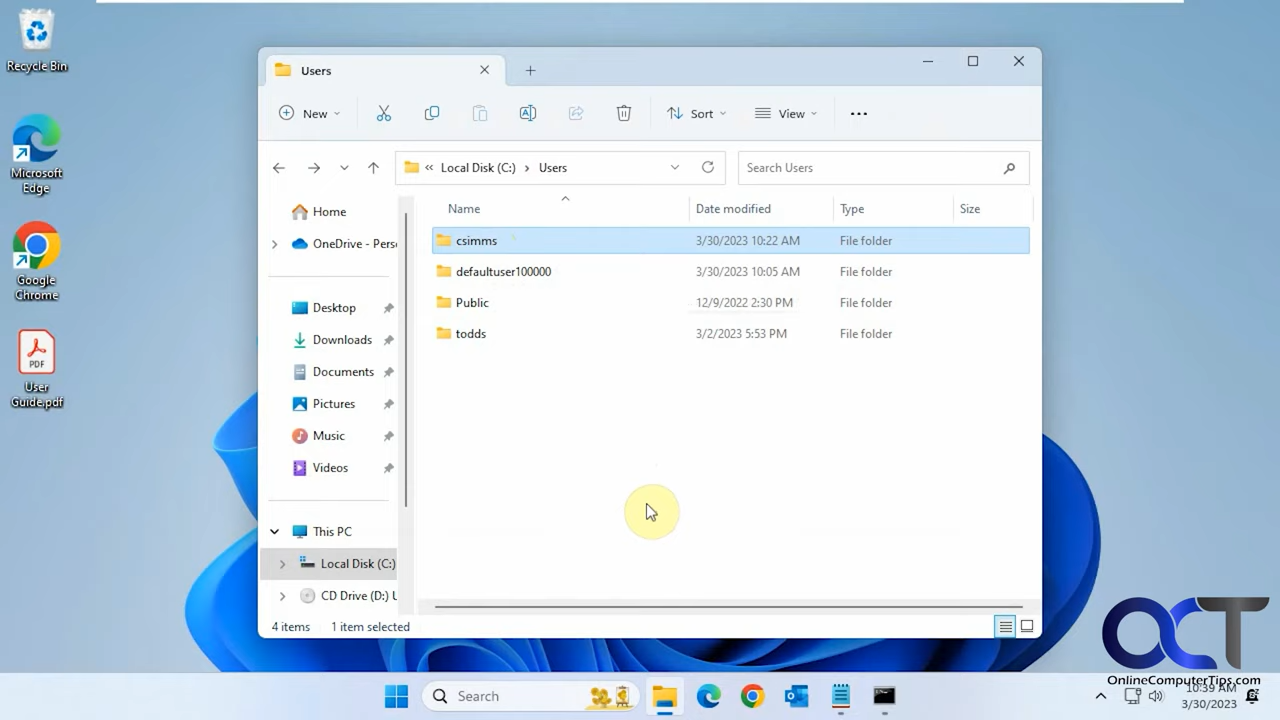 Recycle Bin
Microsoft
Edge
Google
Chrome
PDF
User
Guide.pdf
Users
New
Sort
View
« Local Disk (C:) › Users
Search Users
Home
OneDrive - Perso
Desktop
Downloads
Documents
Pictures
Music
Videos
This PC
Local Disk (C:)
CD Drive (D:) U
Name Date modified Type Size
csimms 3/30/2023 10:22 AM File folder
defaultuser100000 3/30/2023 10:05 AM File folder
Public 12/9/2022 2:30 PM File folder
todds 3/2/2023 5:53 PM File folder
4 items 1 item selected
OCT
OnlineComputerTips.com
Search
10:39 AM
3/30/2023